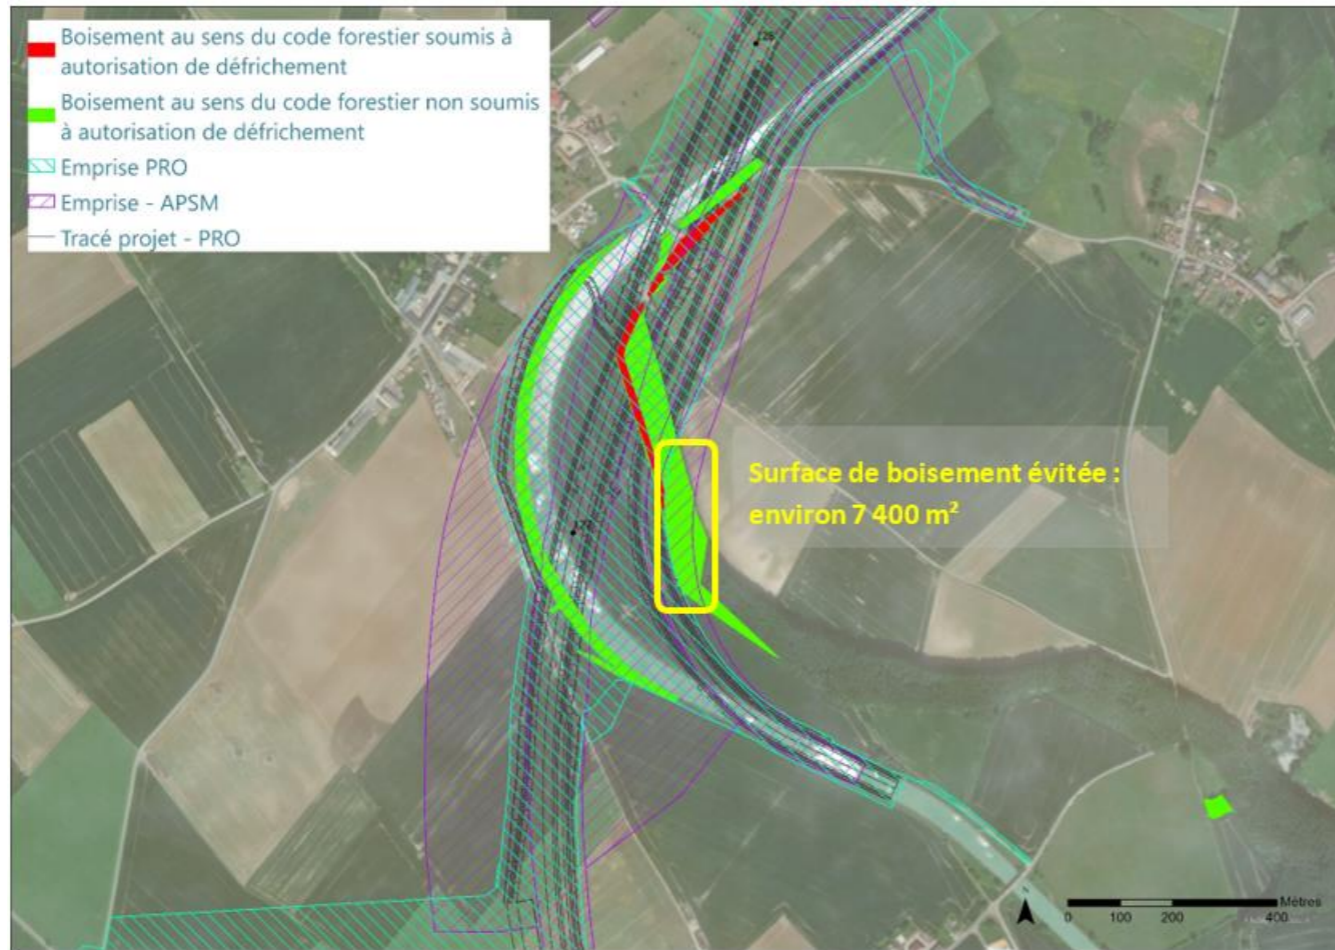 Boisement au sens du code forestier soumis à
autorisation de défrichement
Boisement au sens du code forestier non soumis
à autorisation de défrichement
Emprise PRO
Emprise - APSM
Tracé projet - PRO
Surface de boisement évitée :
environ 7 400 m²
N
Mètres
0 100 200 400